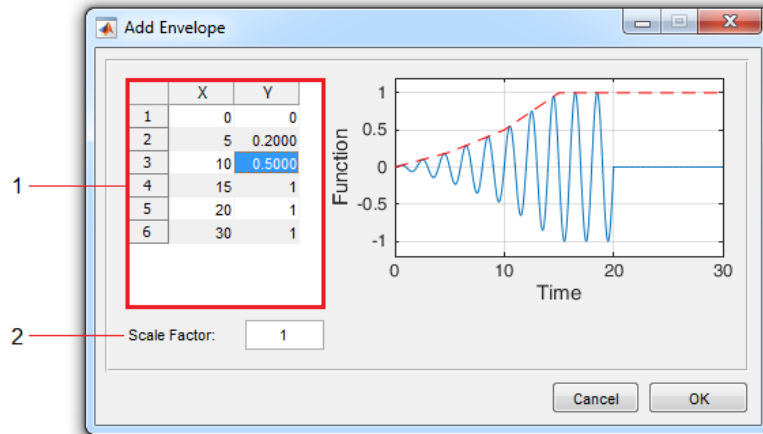 Add Envelope
X Y
1 0 0
2 5 0.2000
3 10 0.5000
4 15 1
5 20 1
6 30 1
1
2
Scale Factor: 1
Function
1
0.5
0
-0.5
-1
0 10 20 30
Time
Cancel OK